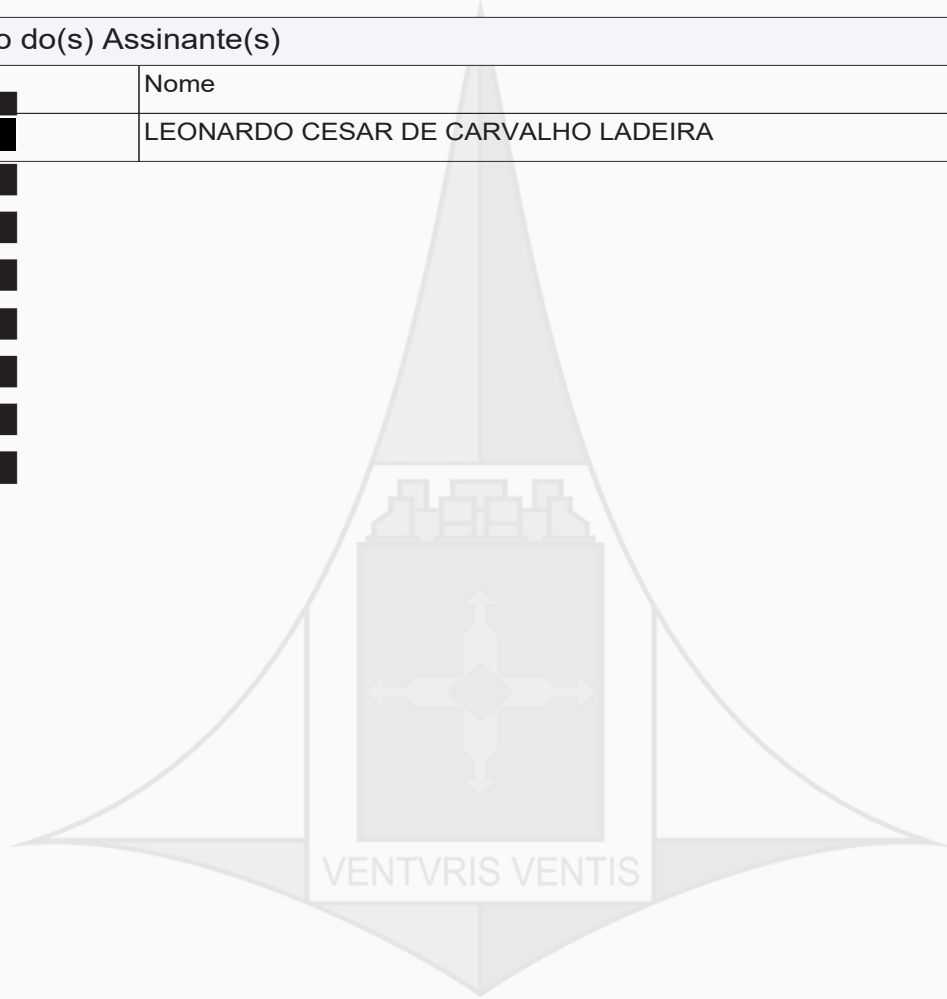 o do(s) Assinante(s)
Nome
LEONARDO CESAR DE CARVALHO LADEIRA
VENTVRIS VENTIS